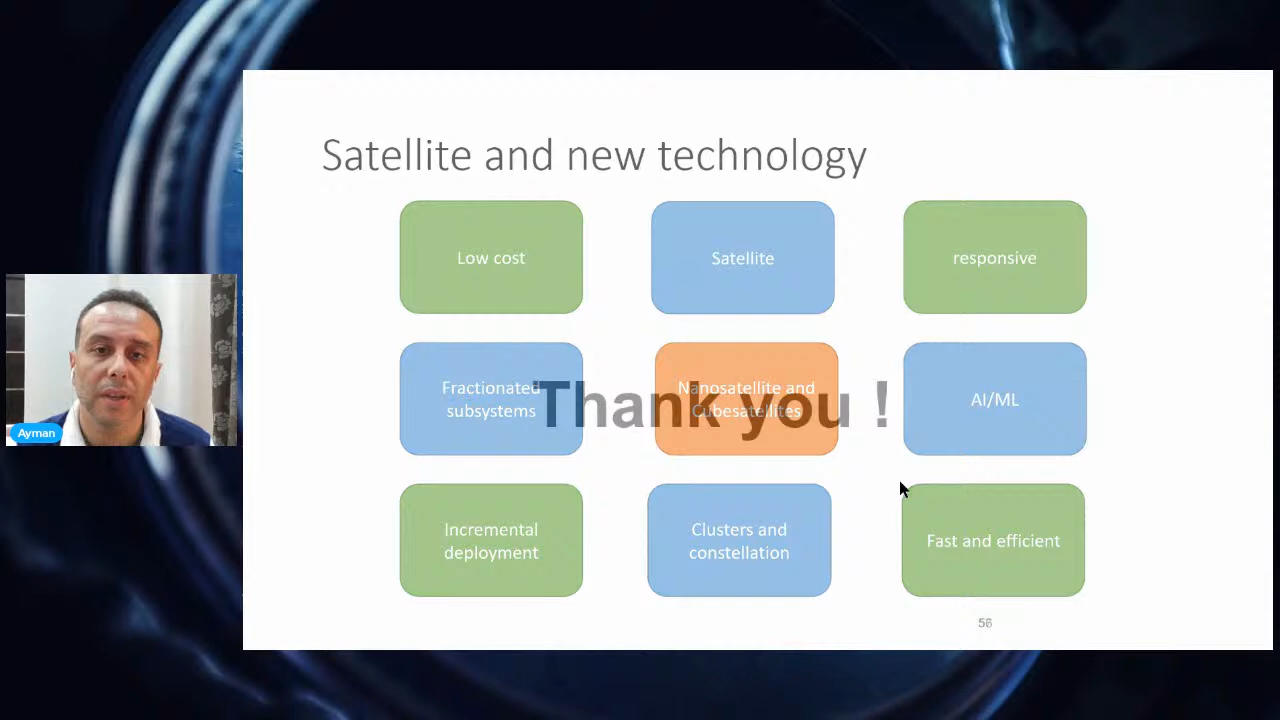 Satellite and new technology
Low cost
Satellite
responsive
Fractionated
subsystems
Nanosatellite and
Cubesatellites
AI/ML
Thank you !
Incremental
deployment
Clusters and
constellation
Fast and efficient
Ayman